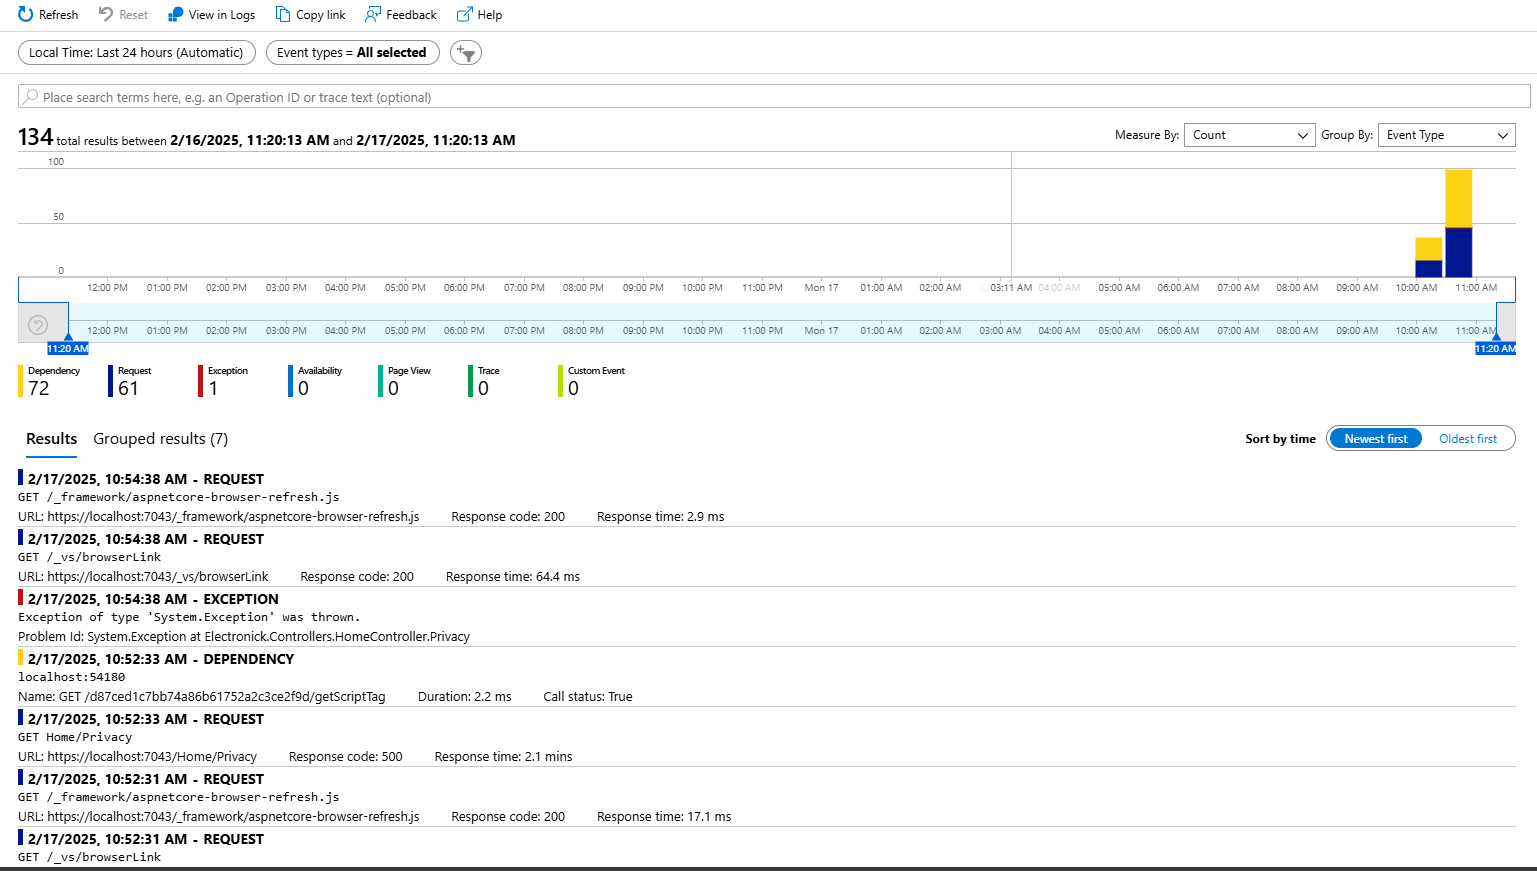 Refresh Reset View in Logs Copy link Feedback Help
Local Time: Last 24 hours (Automatic) Event types = All selected
Place search terms here, e.g. an Operation ID or trace text (optional)
134 total results between 2/16/2025, 11:20:13 AM and 2/17/2025, 11:20:13 AM Measure By: Count Group By: Event Type
100
50
0
12:00 PM 01:00 PM 02:00 PM 03:00 PM 04:00 PM 05:00 PM 06:00 PM 07:00 PM 08:00 PM 09:00 PM 10:00 PM 11:00 PM Mon 17 01:00 AM 02:00 AM 03:11 AM 04:00 AM 05:00 AM 06:00 AM 07:00 AM 08:00 AM 09:00 AM 10:00 AM 11:00 AM
12:00 PM 01:00 PM 02:00 PM 03:00 PM 04:00 PM 05:00 PM 06:00 PM 07:00 PM 08:00 PM 09:00 PM 10:00 PM 11:00 PM Mon 17 01:00 AM 02:00 AM 03:00 AM 04:00 AM 05:00 AM 06:00 AM 07:00 AM 08:00 AM 09:00 AM 10:00 AM 11:00 AM
11:20 AM 11:20 AM
Dependency Request Exception Availability Page View Trace Custom Event
72 61 1 0 0 0 0
Results Grouped results (7) Sort by time Newest first Oldest first
2/17/2025, 10:54:38 AM - REQUEST
GET /_framework/aspnetcore-browser-refresh.js
URL: https://localhost:7043/_framework/aspnetcore-browser-refresh.js Response code: 200 Response time: 2.9 ms
2/17/2025, 10:54:38 AM - REQUEST
GET /_vs/browserLink
URL: https://localhost:7043/_vs/browserLink Response code: 200 Response time: 64.4 ms
2/17/2025, 10:54:38 AM - EXCEPTION
Exception of type 'System.Exception' was thrown.
Problem Id: System.Exception at Electronick.Controllers.HomeController.Privacy
2/17/2025, 10:52:33 AM - DEPENDENCY
localhost:54180
Name: GET /d87ced1c7bb74a86b61752a2c3ce2f9d/getScriptTag Duration: 2.2 ms Call status: True
2/17/2025, 10:52:33 AM - REQUEST
GET Home/Privacy
URL: https://localhost:7043/Home/Privacy Response code: 500 Response time: 2.1 mins
2/17/2025, 10:52:31 AM - REQUEST
GET /_framework/aspnetcore-browser-refresh.js
URL: https://localhost:7043/_framework/aspnetcore-browser-refresh.js Response code: 200 Response time: 17.1 ms
2/17/2025, 10:52:31 AM - REQUEST
GET /_vs/browserLink